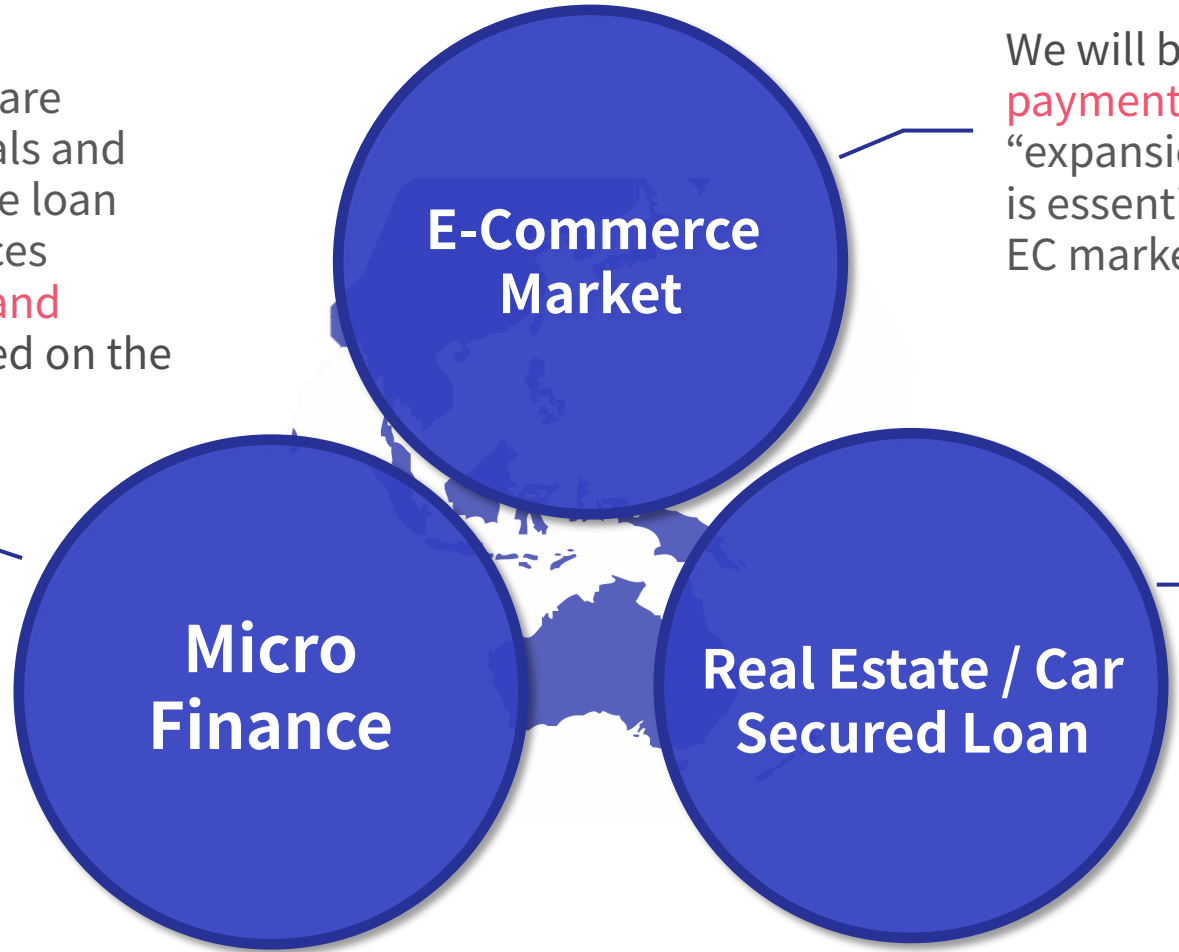 are
als and
e loan
ces
and
ed on the
We will b
payment
“expansi
is essenti
EC marke
E-Commerce
Market
Micro
Finance
Real Estate / Car
Secured Loan